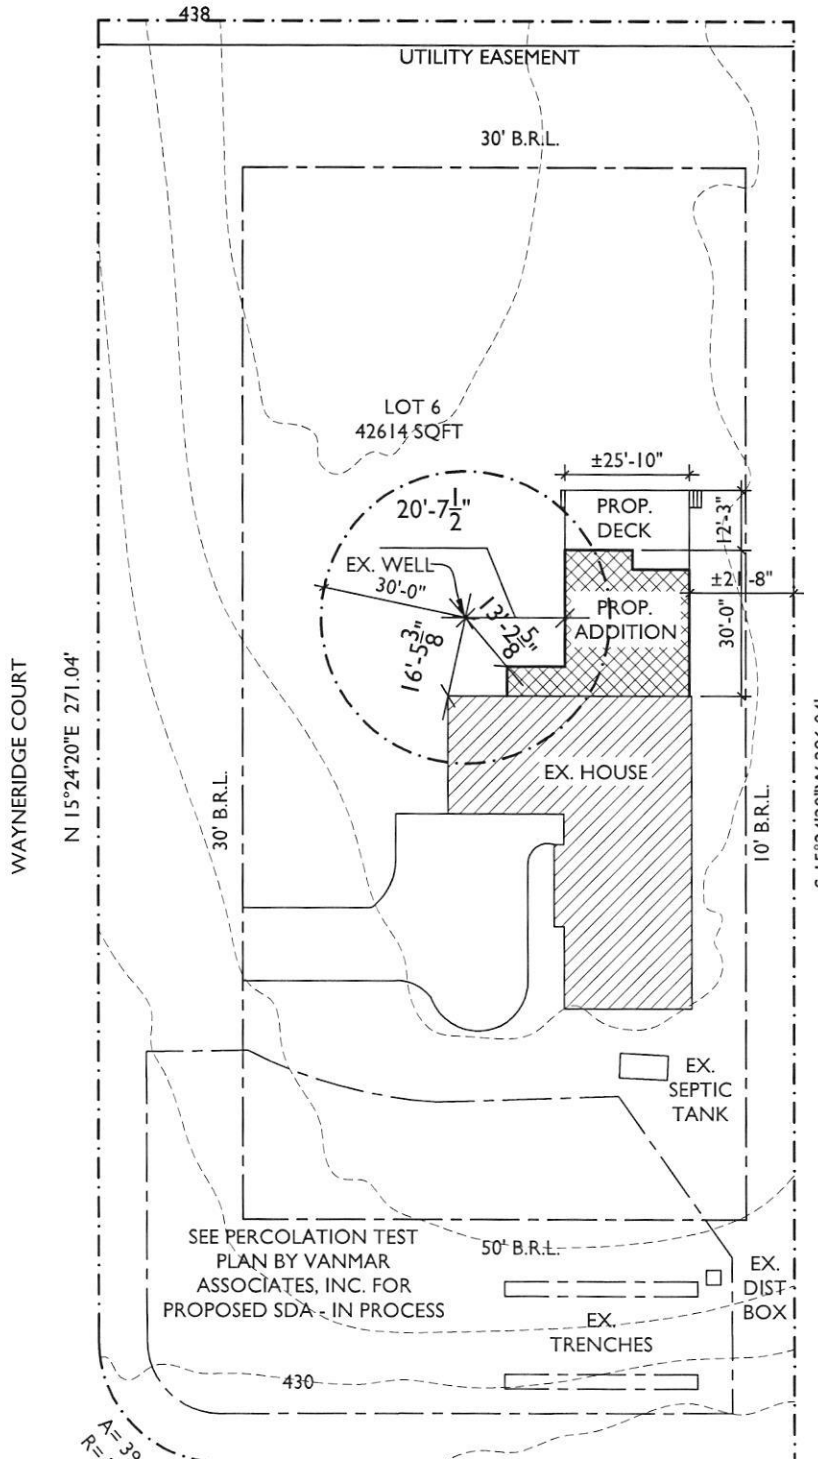 438
UTILITY EASEMENT
30' B.R.L.
LOT 6
42614 SQFT
±25'-10"
PROP.
DECK
12'-3"
20'-7 1/2"
EX. WELL
30'-0"
13'-2 5/8"
16'-5 3/8"
PROP.
ADDITION
30'-0"
±21'-8"
WAYNERIDGE COURT
N 15°24'20"E 271.04'
EX. HOUSE
30' B.R.L.
10' B.R.L.
EX.
SEPTIC
TANK
SEE PERCOLATION TEST
PLAN BY VANMAR
ASSOCIATES, INC. FOR
PROPOSED SDA - IN PROCESS
50' B.R.L.
EX.
DIST
BOX
EX.
TRENCHES
430
A= 39
R=